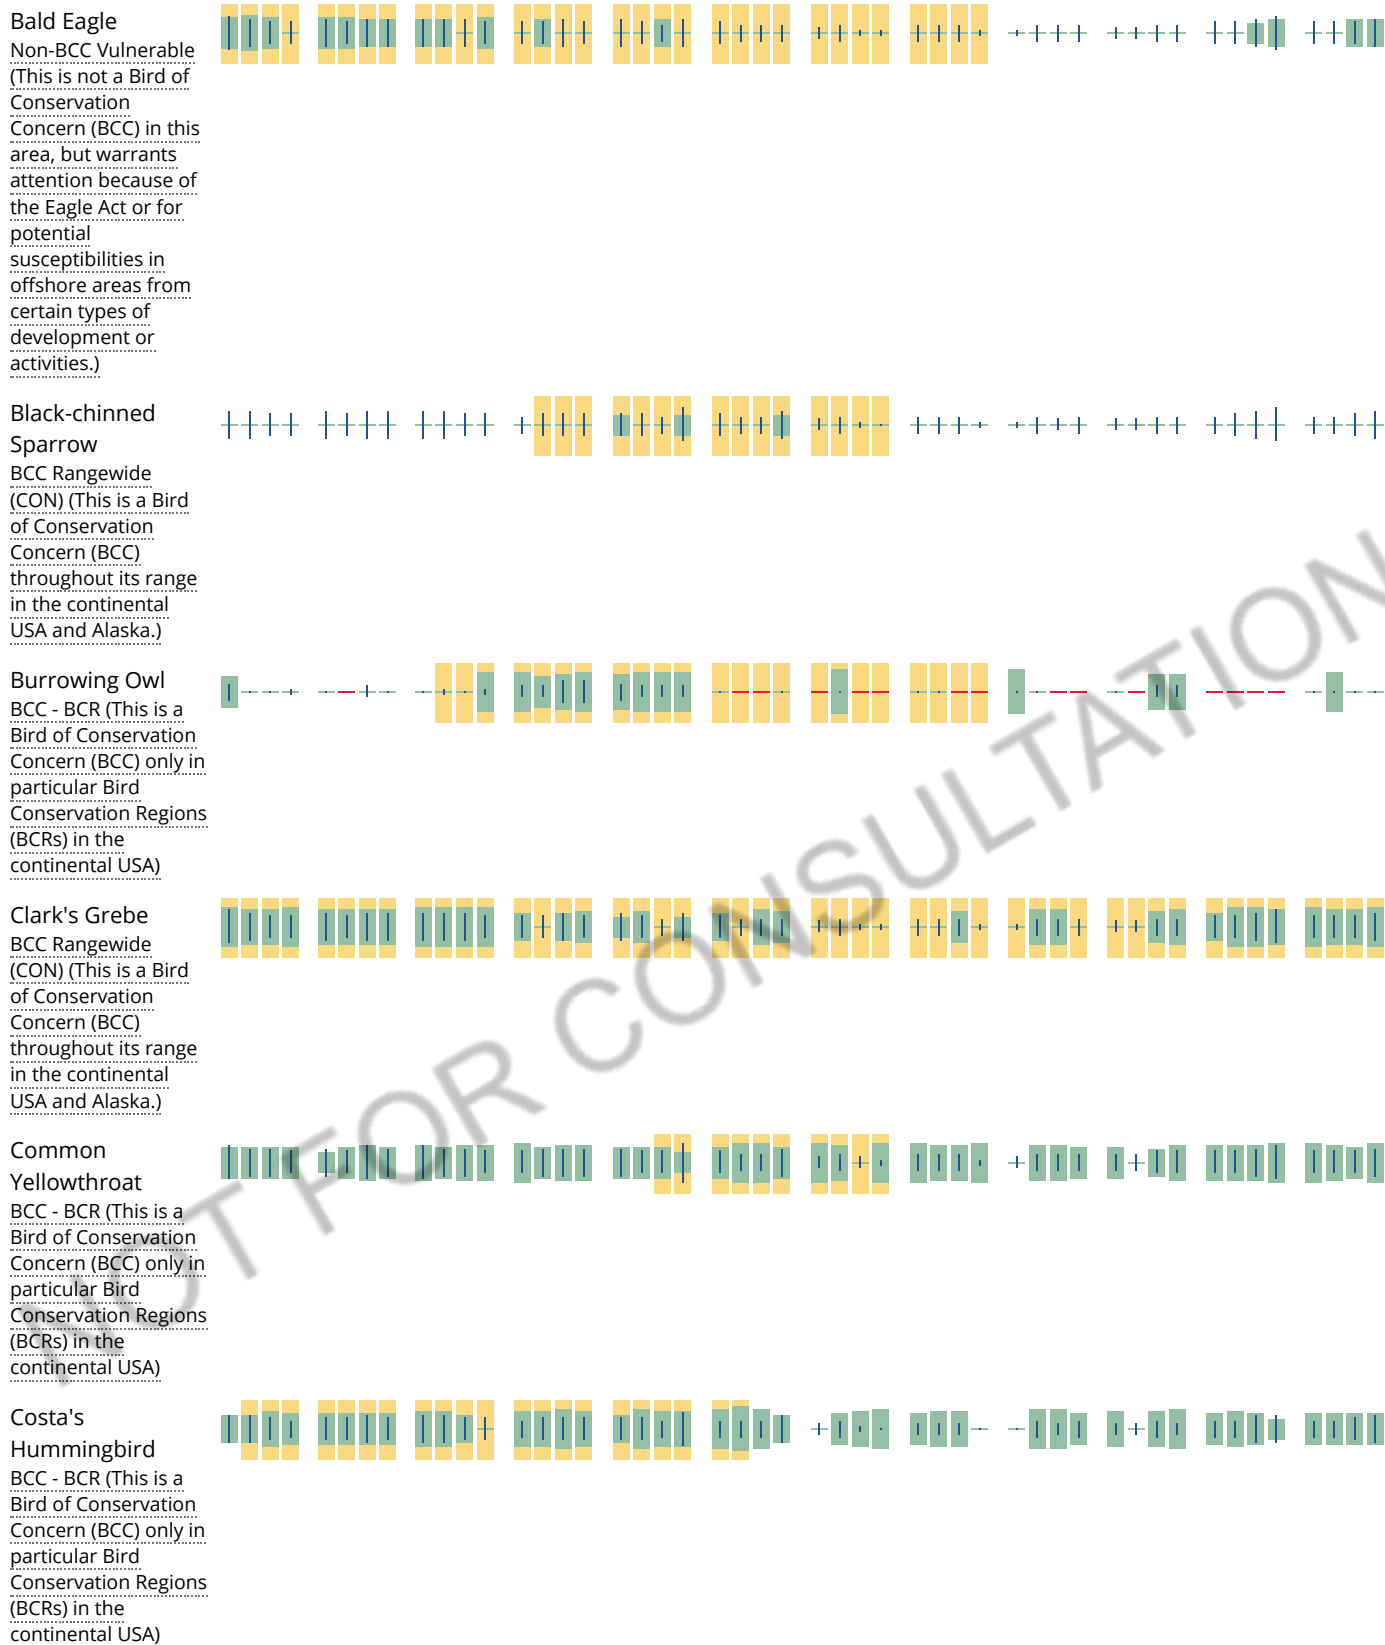 Bald Eagle
Non-BCC Vulnerable
(This is not a Bird of
Conservation
Concern (BCC) in this
area, but warrants
attention because of
the Eagle Act or for
potential
susceptibilities in
offshore areas from
certain types of
development or
activities.)
Black-chinned
Sparrow
BCC Rangewide
(CON) (This is a Bird
of Conservation
Concern (BCC)
throughout its range
in the continental
USA and Alaska.)
Burrowing Owl
BCC - BCR (This is a
Bird of Conservation
Concern (BCC) only in
particular Bird
Conservation Regions
(BCRs) in the
continental USA)
Clark's Grebe
BCC Rangewide
(CON) (This is a Bird
of Conservation
Concern (BCC)
throughout its range
in the continental
USA and Alaska.)
Common
Yellowthroat
BCC - BCR (This is a
Bird of Conservation
Concern (BCC) only in
particular Bird
Conservation Regions
(BCRs) in the
continental USA)
Costa's
Hummingbird
BCC - BCR (This is a
Bird of Conservation
Concern (BCC) only in
particular Bird
Conservation Regions
(BCRs) in the
continental USA)
NOT FOR CONSULTATION